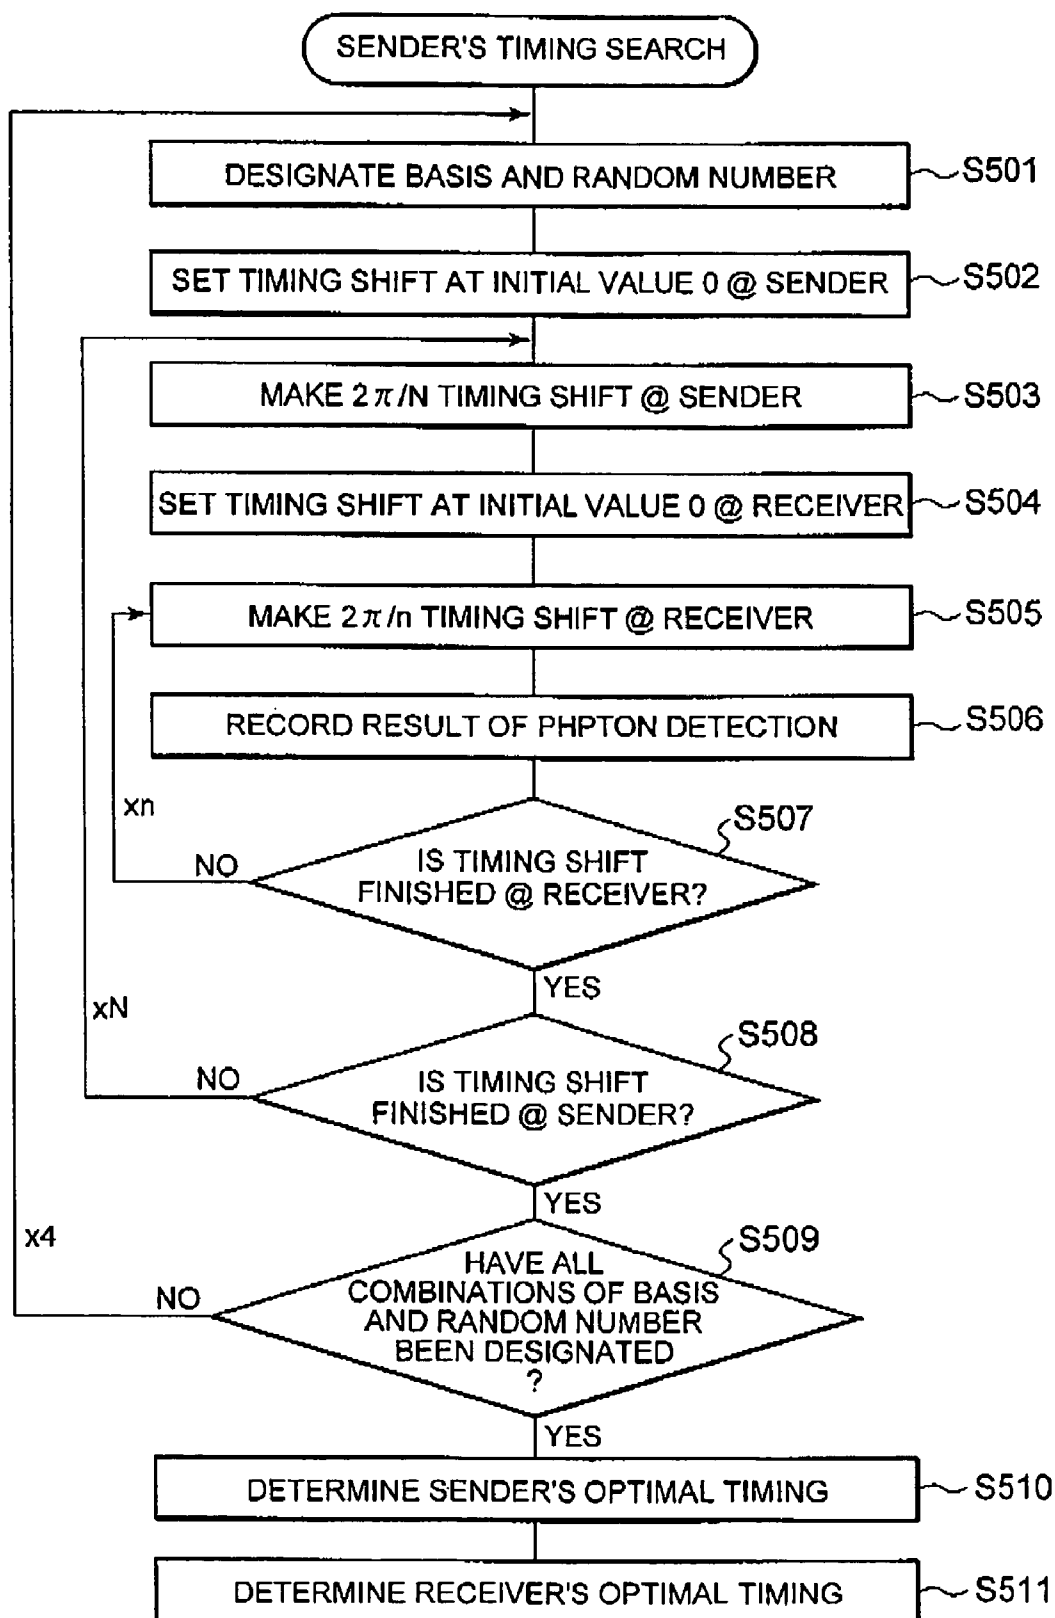 SENDER'S TIMING SEARCH
DESIGNATE BASIS AND RANDOM NUMBER
S501
SET TIMING SHIFT AT INITIAL VALUE 0 @ SENDER
S502
MAKE 2π/N TIMING SHIFT @ SENDER
S503
SET TIMING SHIFT AT INITIAL VALUE 0 @ RECEIVER
S504
MAKE 2π/n TIMING SHIFT @ RECEIVER
S505
RECORD RESULT OF PHPTON DETECTION
S506
xn
S507
NO
IS TIMING SHIFT
FINISHED @ RECEIVER?
YES
xN
S508
NO
IS TIMING SHIFT
FINISHED @ SENDER?
YES
x4
S509
NO
HAVE ALL
COMBINATIONS OF BASIS
AND RANDOM NUMBER
BEEN DESIGNATED
?
YES
DETERMINE SENDER'S OPTIMAL TIMING
S510
DETERMINE RECEIVER'S OPTIMAL TIMING
S511